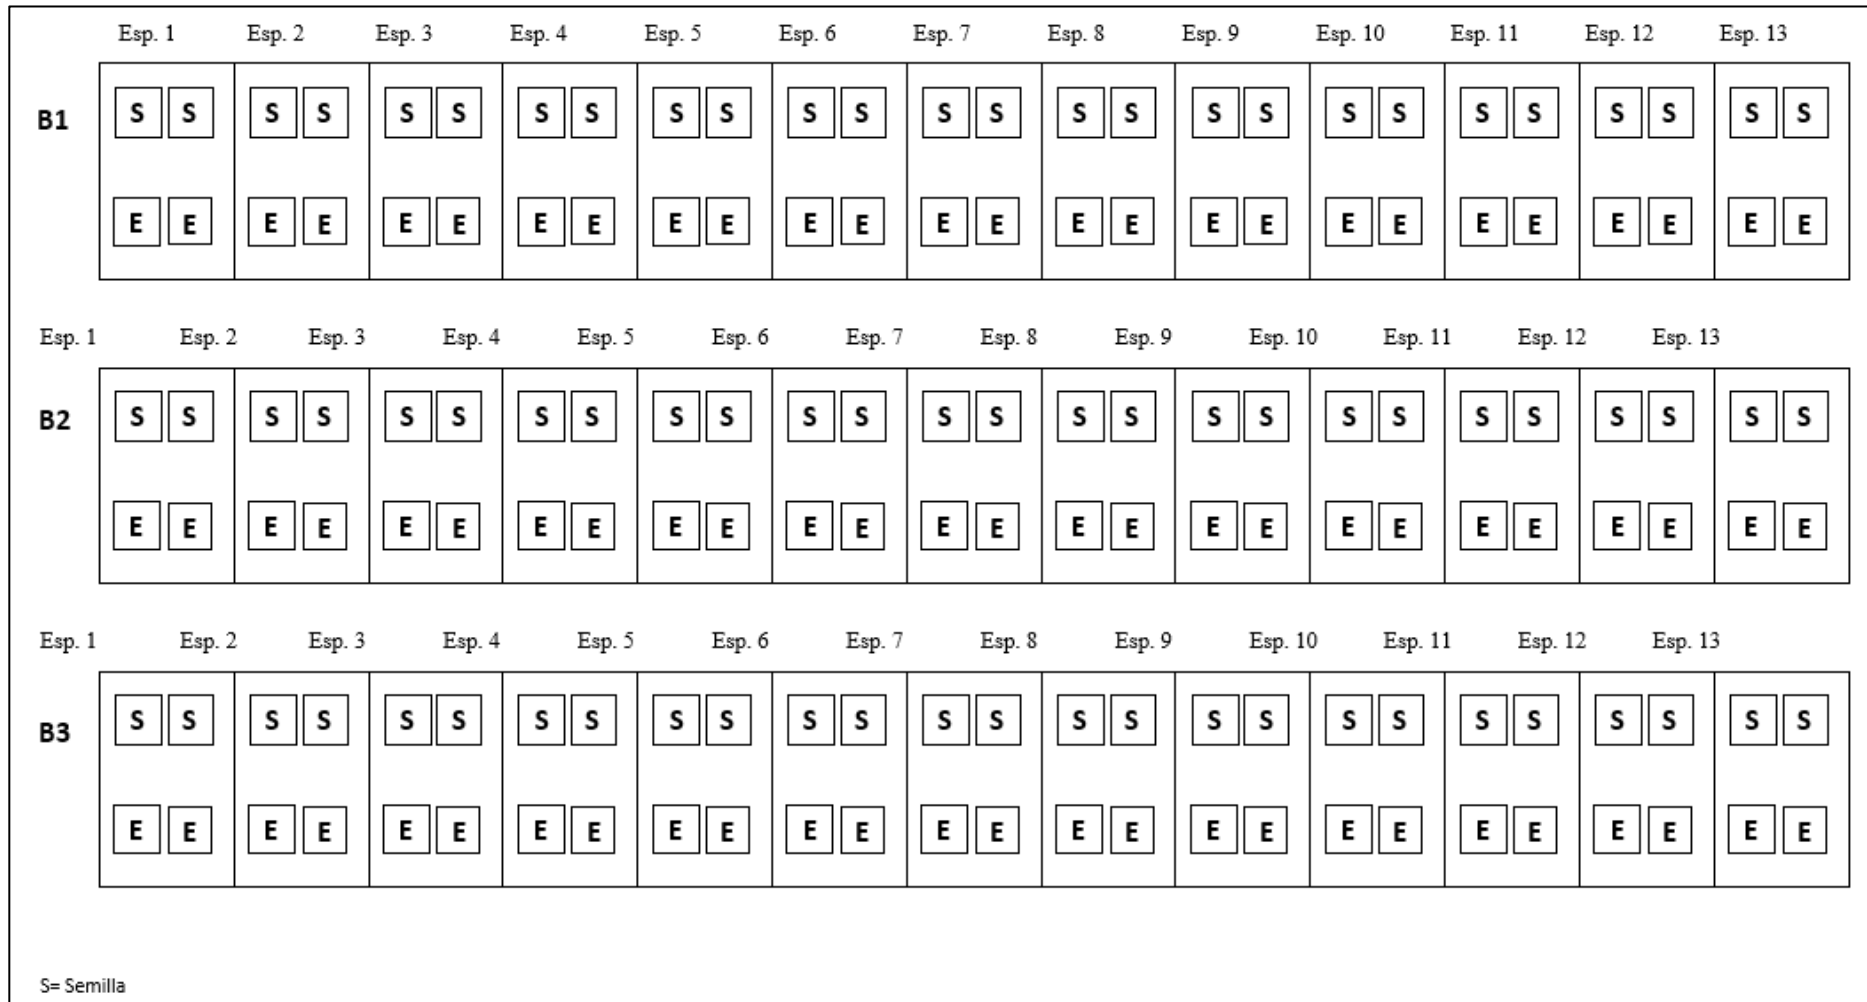 Esp. 1 Esp. 2 Esp. 3 Esp. 4 Esp. 5 Esp. 6 Esp. 7 Esp. 8 Esp. 9 Esp. 10 Esp. 11 Esp. 12 Esp. 13
B1 S S S S S S S S S S S S S S S S S S S S S S S S S S
E E E E E E E E E E E E E E E E E E E E E E E E E E
Esp. 1 Esp. 2 Esp. 3 Esp. 4 Esp. 5 Esp. 6 Esp. 7 Esp. 8 Esp. 9 Esp. 10 Esp. 11 Esp. 12 Esp. 13
B2 S S S S S S S S S S S S S S S S S S S S S S S S S S
E E E E E E E E E E E E E E E E E E E E E E E E E E
Esp. 1 Esp. 2 Esp. 3 Esp. 4 Esp. 5 Esp. 6 Esp. 7 Esp. 8 Esp. 9 Esp. 10 Esp. 11 Esp. 12 Esp. 13
B3 S S S S S S S S S S S S S S S S S S S S S S S S S S
E E E E E E E E E E E E E E E E E E E E E E E E E E
S= Semilla